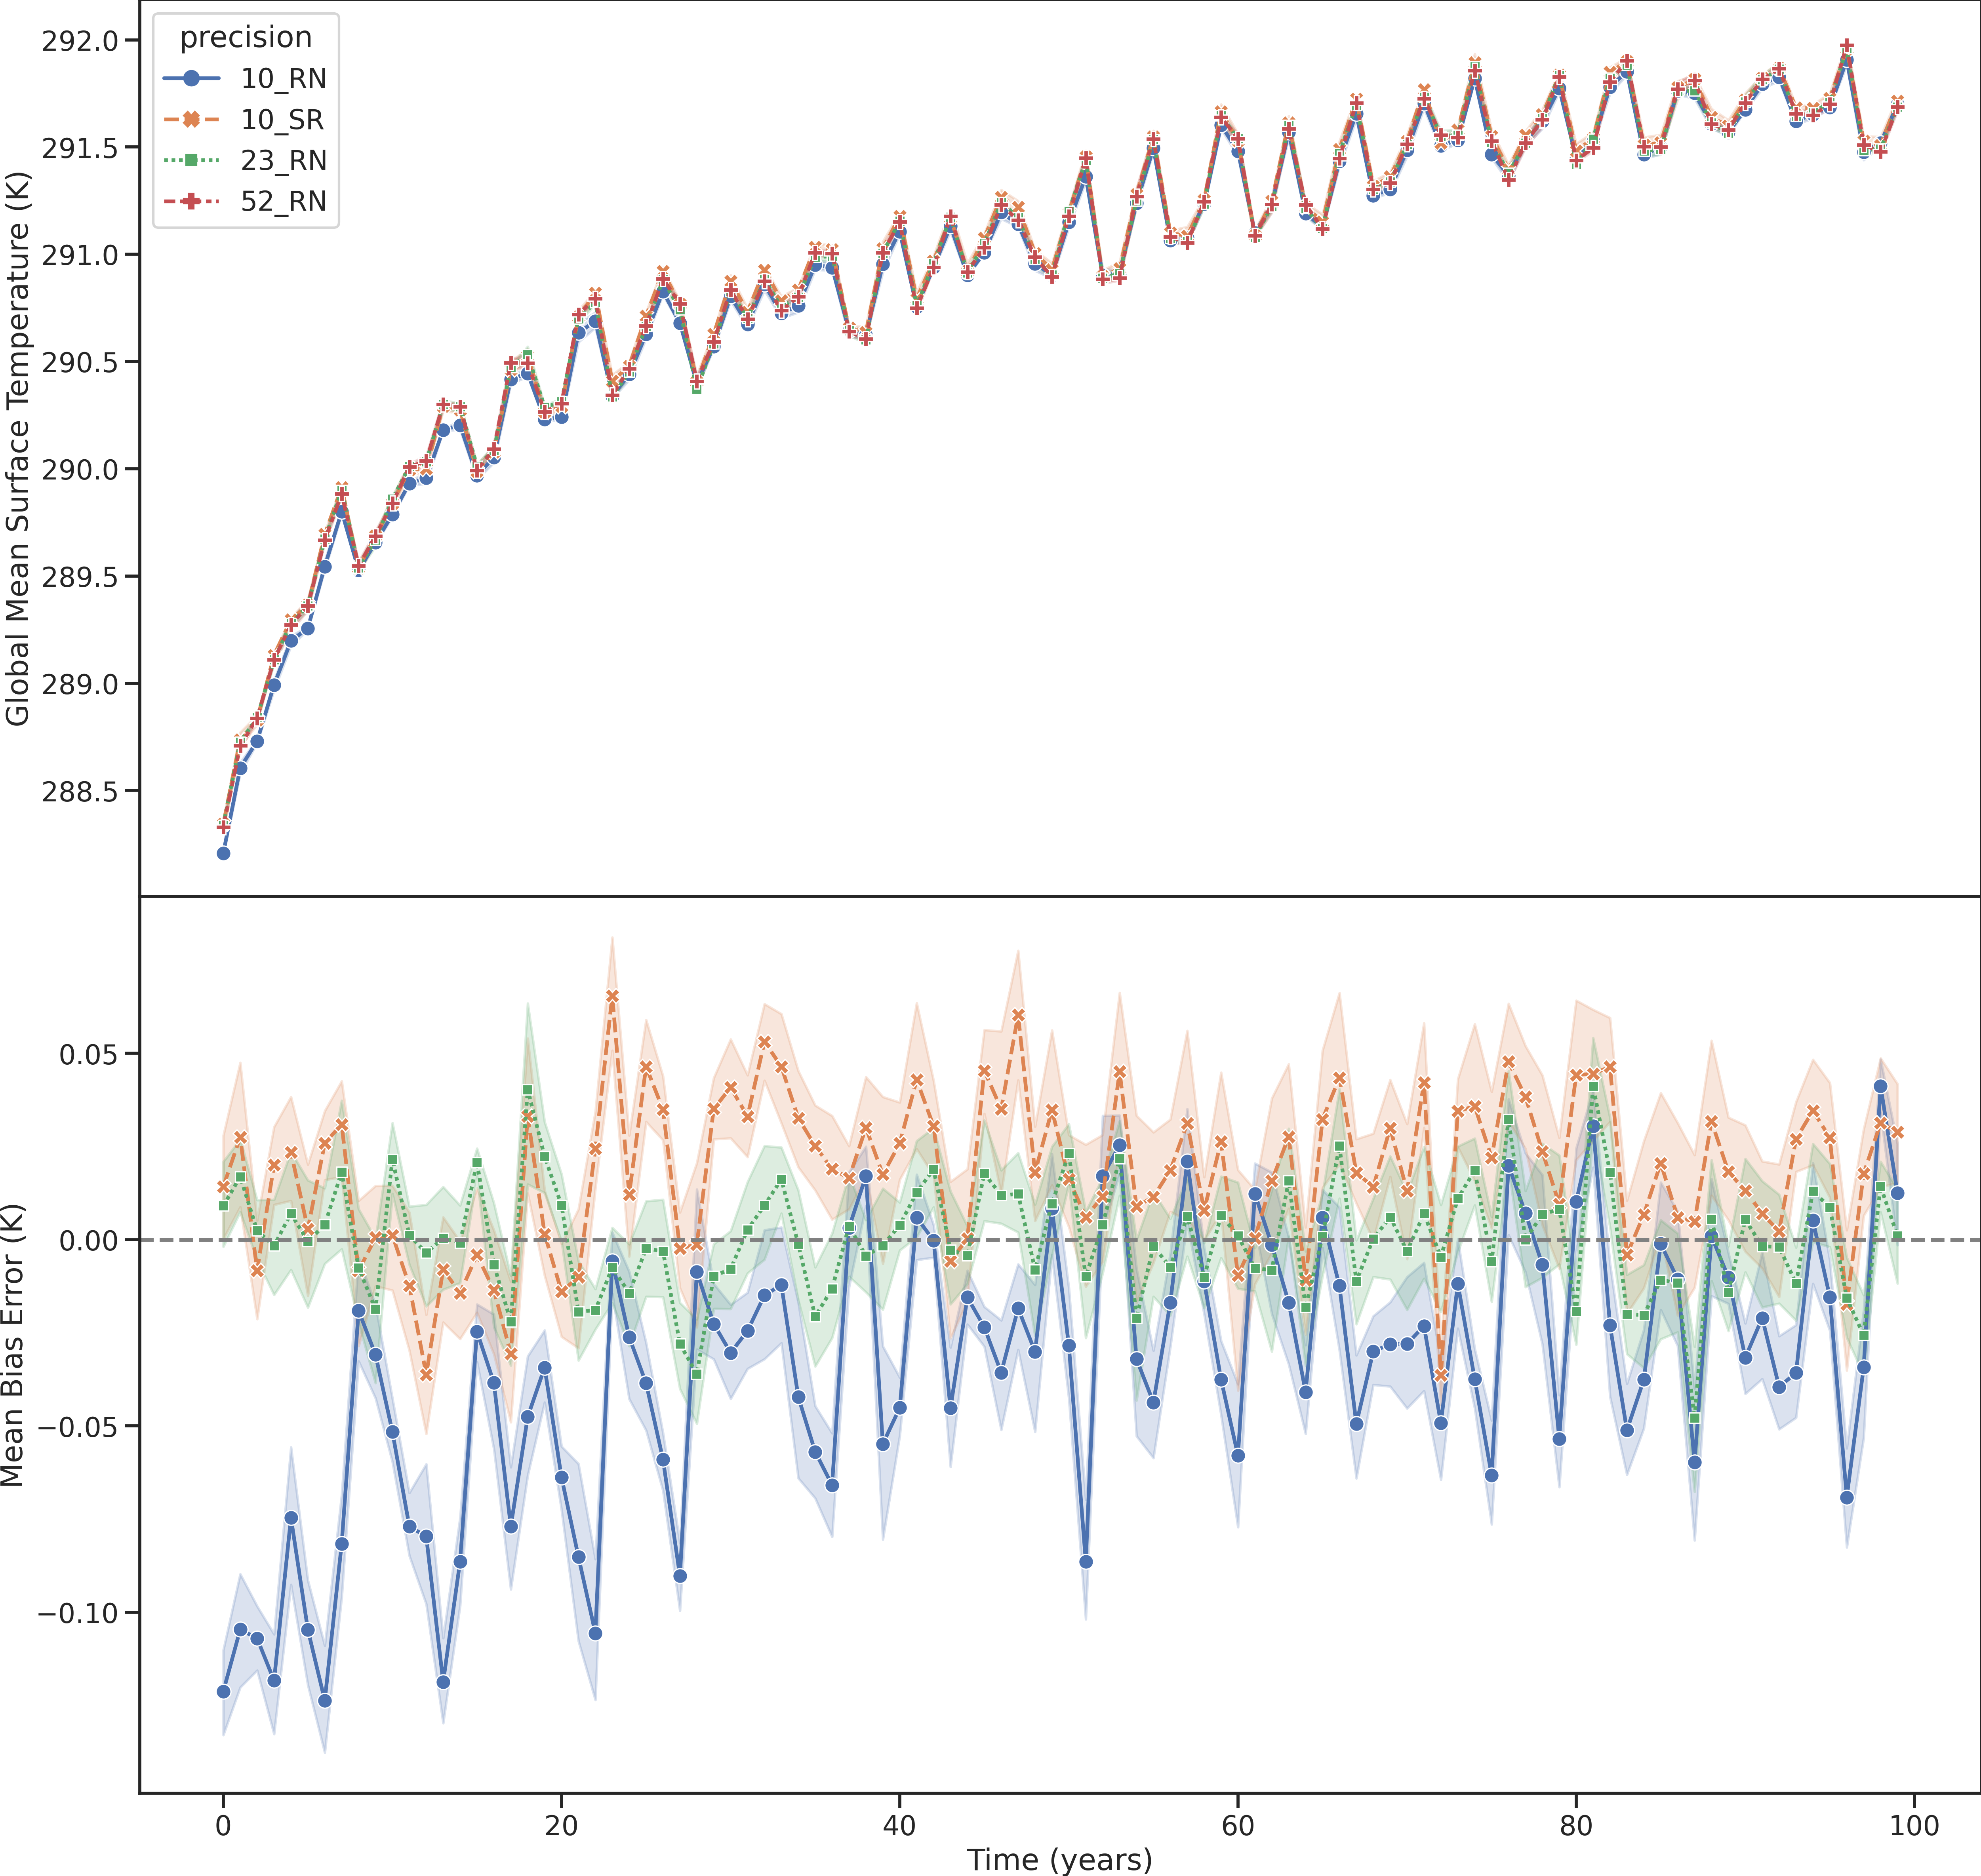 precision
10_RN
10_SR
23_RN
52_RN
Global Mean Surface Temperature (K)
292.0
291.5
291.0
290.5
290.0
289.5
289.0
288.5
Mean Bias Error (K)
0.05
0.00
−0.05
−0.10
0 20 40 60 80 100
Time (years)